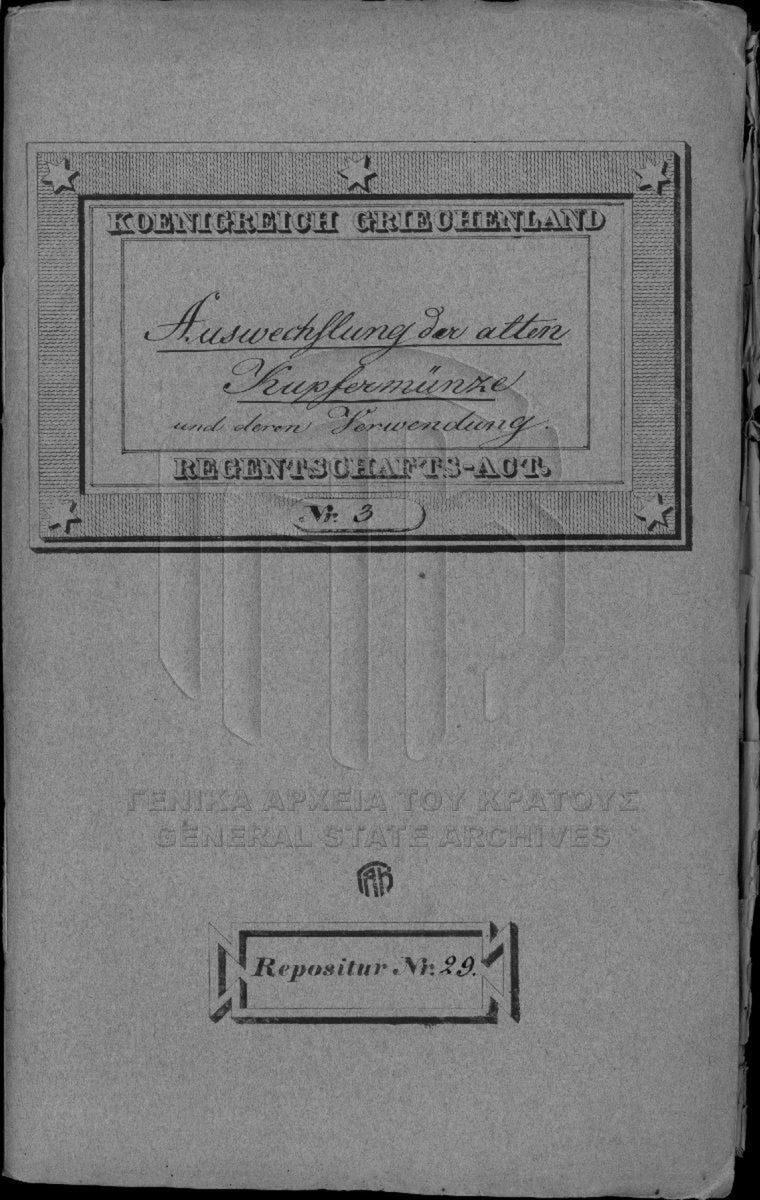 KOENIGREICH GRIECHENLAND
Auswechslung der alten
Kupfermünze
und deren Verwendung.
REGENTSCHAFTS-ACT.
Nr. 3
ΓΕΝΙΚΑ ΑΡΧΕΙΑ ΤΟΥ ΚΡΑΤΟΥΣ
GENERAL STATE ARCHIVES
ΓΑΚ
Repositur Nr. 29.